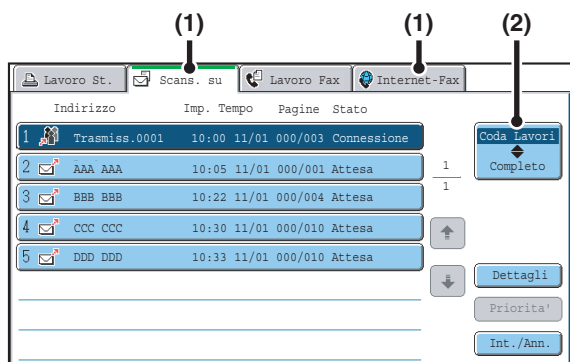 (1) (1) (2)
Lavoro St. Scans. su Lavoro Fax Internet-Fax
Indirizzo Imp. Tempo Pagine Stato
1 Trasmiss.0001 10:00 11/01 000/003 Connessione
2 AAA AAA 10:05 11/01 000/001 Attesa
3 BBB BBB 10:22 11/01 000/004 Attesa
4 CCC CCC 10:30 11/01 000/010 Attesa
5 DDD DDD 10:33 11/01 000/010 Attesa
1
1
Coda Lavori
Completo
Dettagli
Priorita'
Int./Ann.